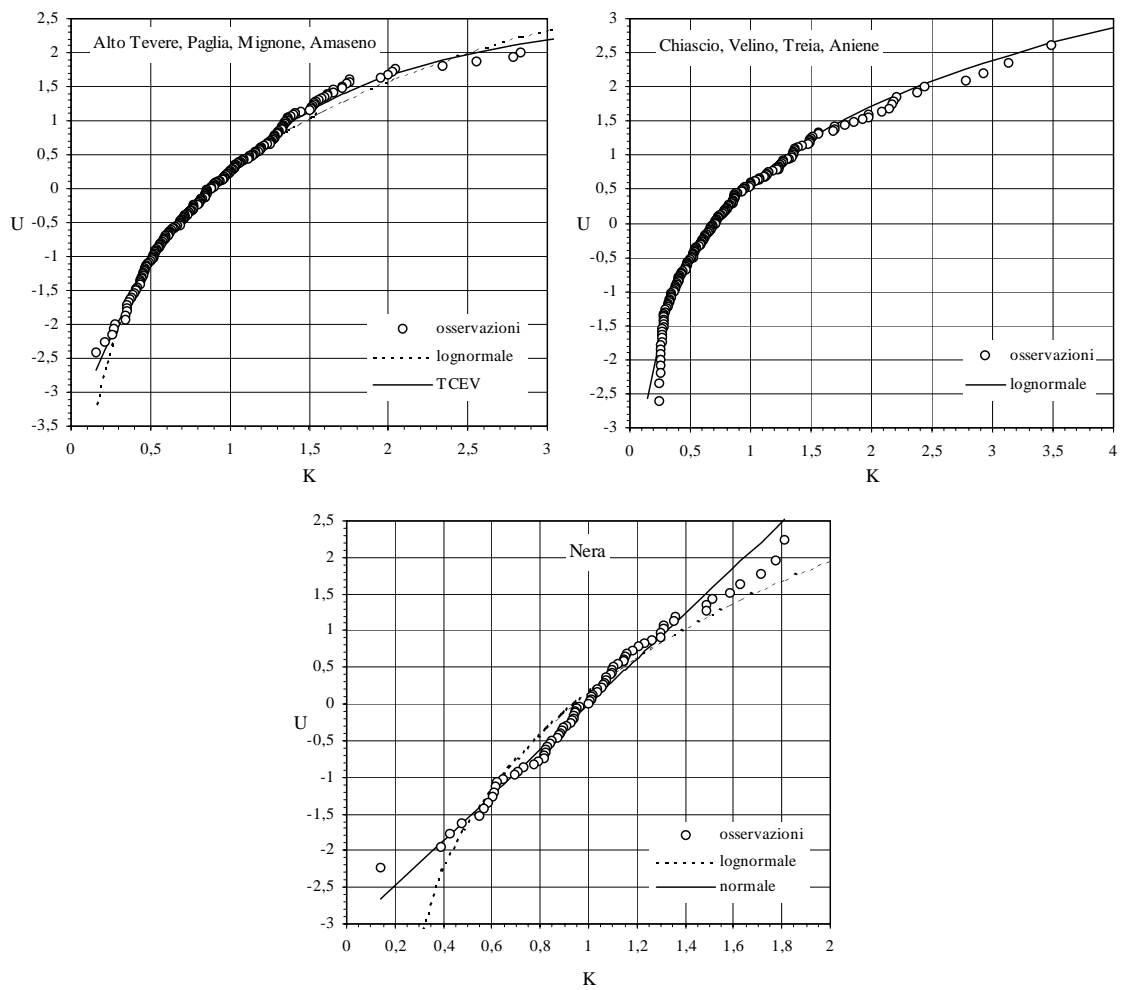 Alto Tevere, Paglia, Mignone, Amaseno
2,5
2
1,5
1
0,5
0
-0,5
-1
-1,5
-2
-2,5
-3
-3,5
U
osservazioni
lognormale
TCEV
0 0,5 1 1,5 2 2,5 3
K
Chiascio, Velino, Treia, Aniene
3
2,5
2
1,5
1
0,5
0
-0,5
-1
-1,5
-2
-2,5
-3
U
osservazioni
lognormale
0 0,5 1 1,5 2 2,5 3 3,5 4
K
Nera
2,5
2
1,5
1
0,5
0
-0,5
-1
-1,5
-2
-2,5
-3
U
osservazioni
lognormale
normale
0 0,2 0,4 0,6 0,8 1 1,2 1,4 1,6 1,8 2
K